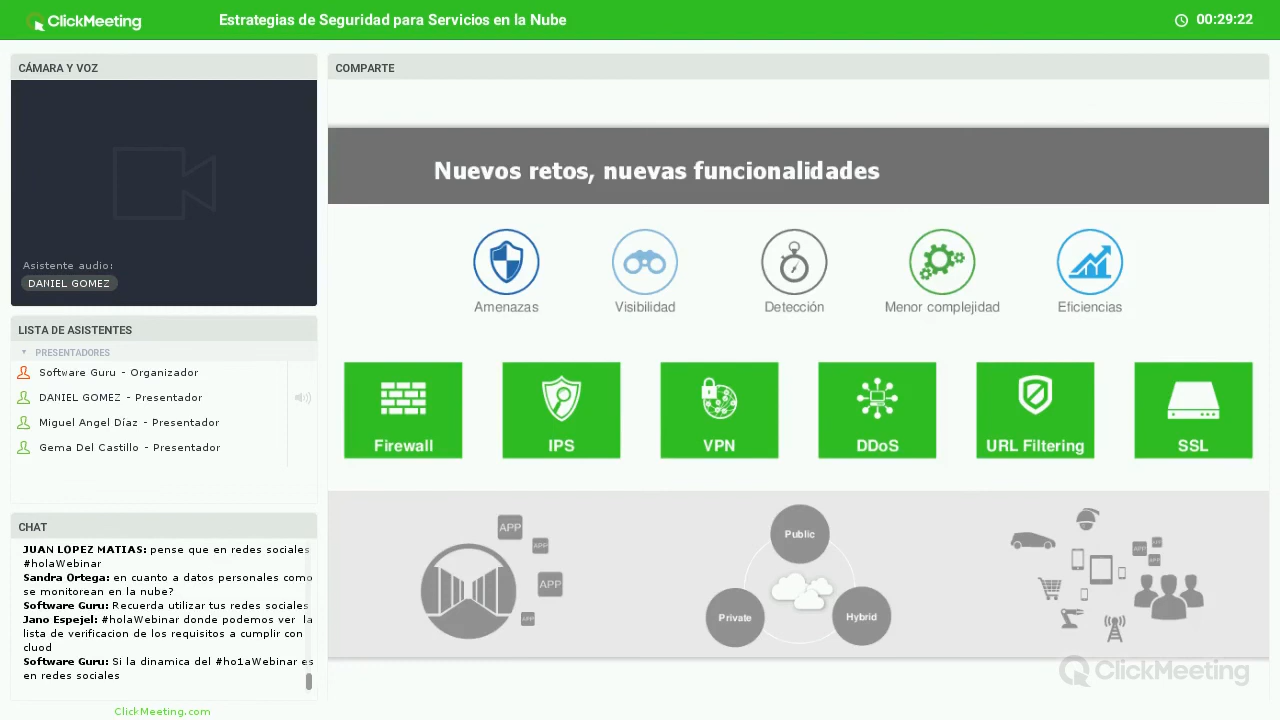 ClickMeeting
Estrategias de Seguridad para Servicios en la Nube
00:29:22
CÁMARA Y VOZ
Asistente audio:
DANIEL GOMEZ
LISTA DE ASISTENTES
PRESENTADORES
Software Guru - Organizador
DANIEL GOMEZ - Presentador
Miguel Angel Díaz - Presentador
Gema Del Castillo - Presentador
CHAT
JUAN LOPEZ MATIAS: pense que en redes sociales
#holaWebinar
Sandra Ortega: en cuanto a datos personales como
se monitorean en la nube?
Software Guru: Recuerda utilizar tus redes sociales
Jano Espejel: #holaWebinar donde podemos ver la
lista de verificacion de los requisitos a cumplir con
cluod
Software Guru: Si la dinamica del #ho1aWebinar es
en redes sociales
ClickMeeting.com
COMPARTE
Nuevos retos, nuevas funcionalidades
Amenazas
Visibilidad
Detección
Menor complejidad
Eficiencias
Firewall
IPS
VPN
DDoS
URL Filtering
SSL
APP
APP
APP
APP
Public
Private
Hybrid
APP
APP
APP
ClickMeeting